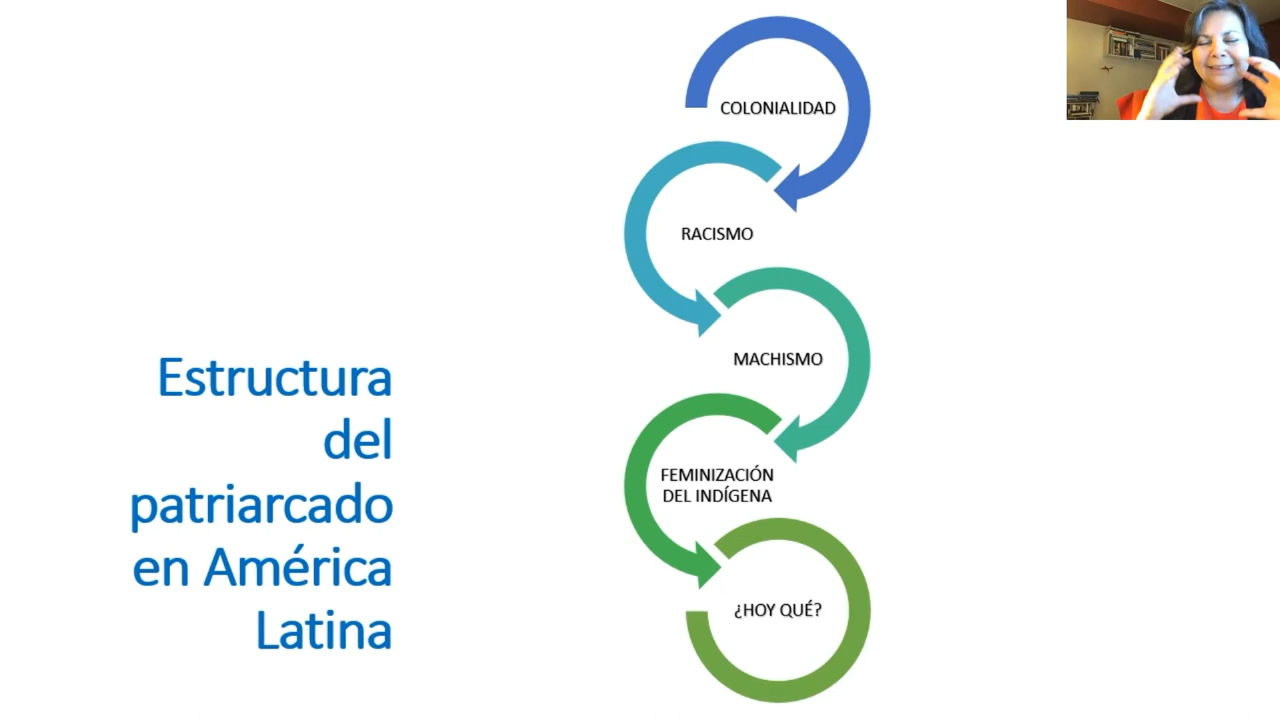 Estructura
del
patriarcado
en América
Latina
COLONIALIDAD
RACISMO
MACHISMO
FEMINIZACIÓN
DEL INDÍGENA
¿HOY QUÉ?